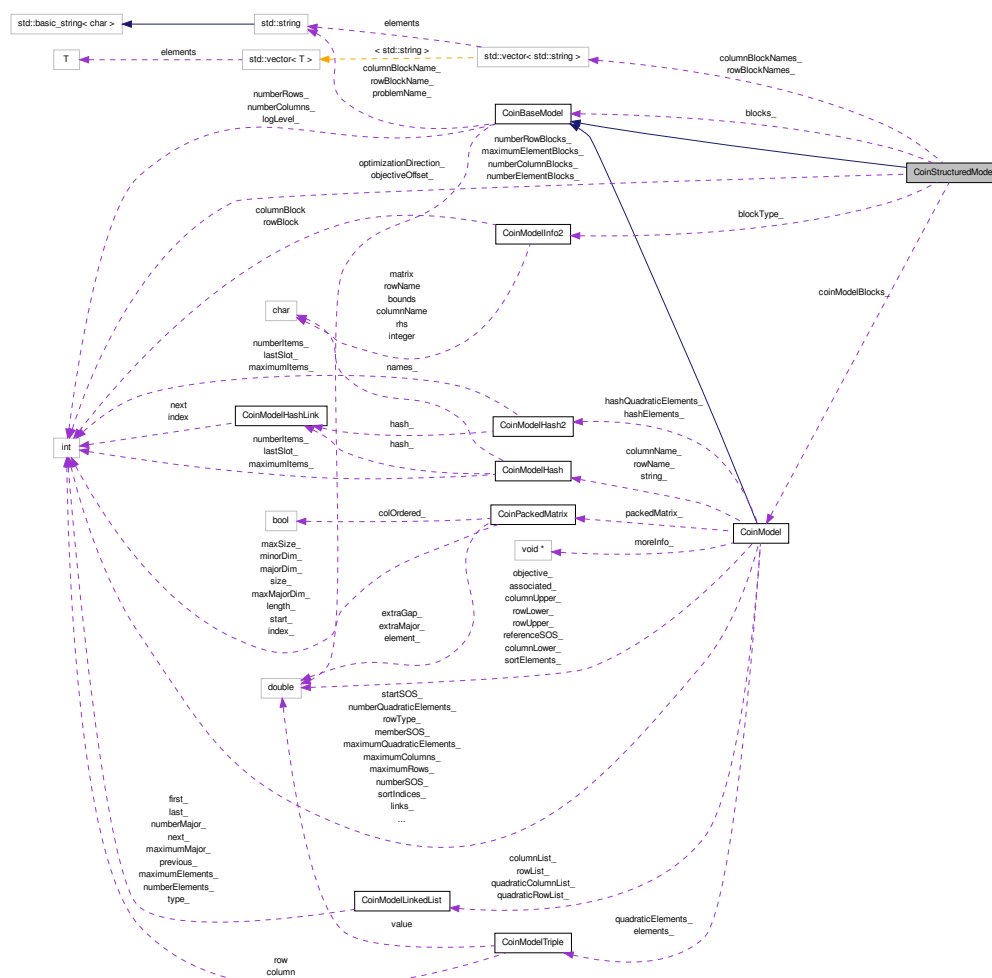 std::basic_string< char >
std::string
elements
T
elements
std::vector< T >
< std::string >
std::vector< std::string >
columnBlockNames_
rowBlockNames_
columnBlockName_
rowBlockName_
problemName_
numberRows_
numberColumns_
logLevel_
CoinBaseModel
blocks_
numberRowBlocks_
maximumElementBlocks_
numberColumnBlocks_
numberElementBlocks_
optimizationDirection_
objectiveOffset_
CoinStructuredModel
columnBlock
rowBlock
CoinModelInfo2
blockType_
matrix
rowName
bounds
columnName
rhs
integer
coinModelBlocks_
char
numberItems_
lastSlot_
maximumItems_
names_
next
index
CoinModelHashLink
hash_
hash_
CoinModelHash2
hashQuadraticElements_
hashElements_
int
numberItems_
lastSlot_
maximumItems_
CoinModelHash
columnName_
rowName_
string_
bool
colOrdered_
CoinPackedMatrix
packedMatrix_
CoinModel
void *
moreInfo_
maxSize_
minorDim_
majorDim_
size_
maxMajorDim_
length_
start_
index_
extraGap_
extraMajor_
element_
objective_
associated_
columnUpper_
rowLower_
rowUpper_
referenceSOS_
columnLower_
sortElements_
double
startSOS_
numberQuadraticElements_
rowType_
memberSOS_
maximumQuadraticElements_
maximumColumns_
maximumRows_
numberSOS_
sortIndices_
links_
...
first_
last_
numberMajor_
next_
maximumMajor_
previous_
maximumElements_
numberElements_
type_
CoinModelLinkedList
columnList_
rowList_
quadraticColumnList_
quadraticRowList_
value
CoinModelTriple
quadraticElements_
elements_
row
column